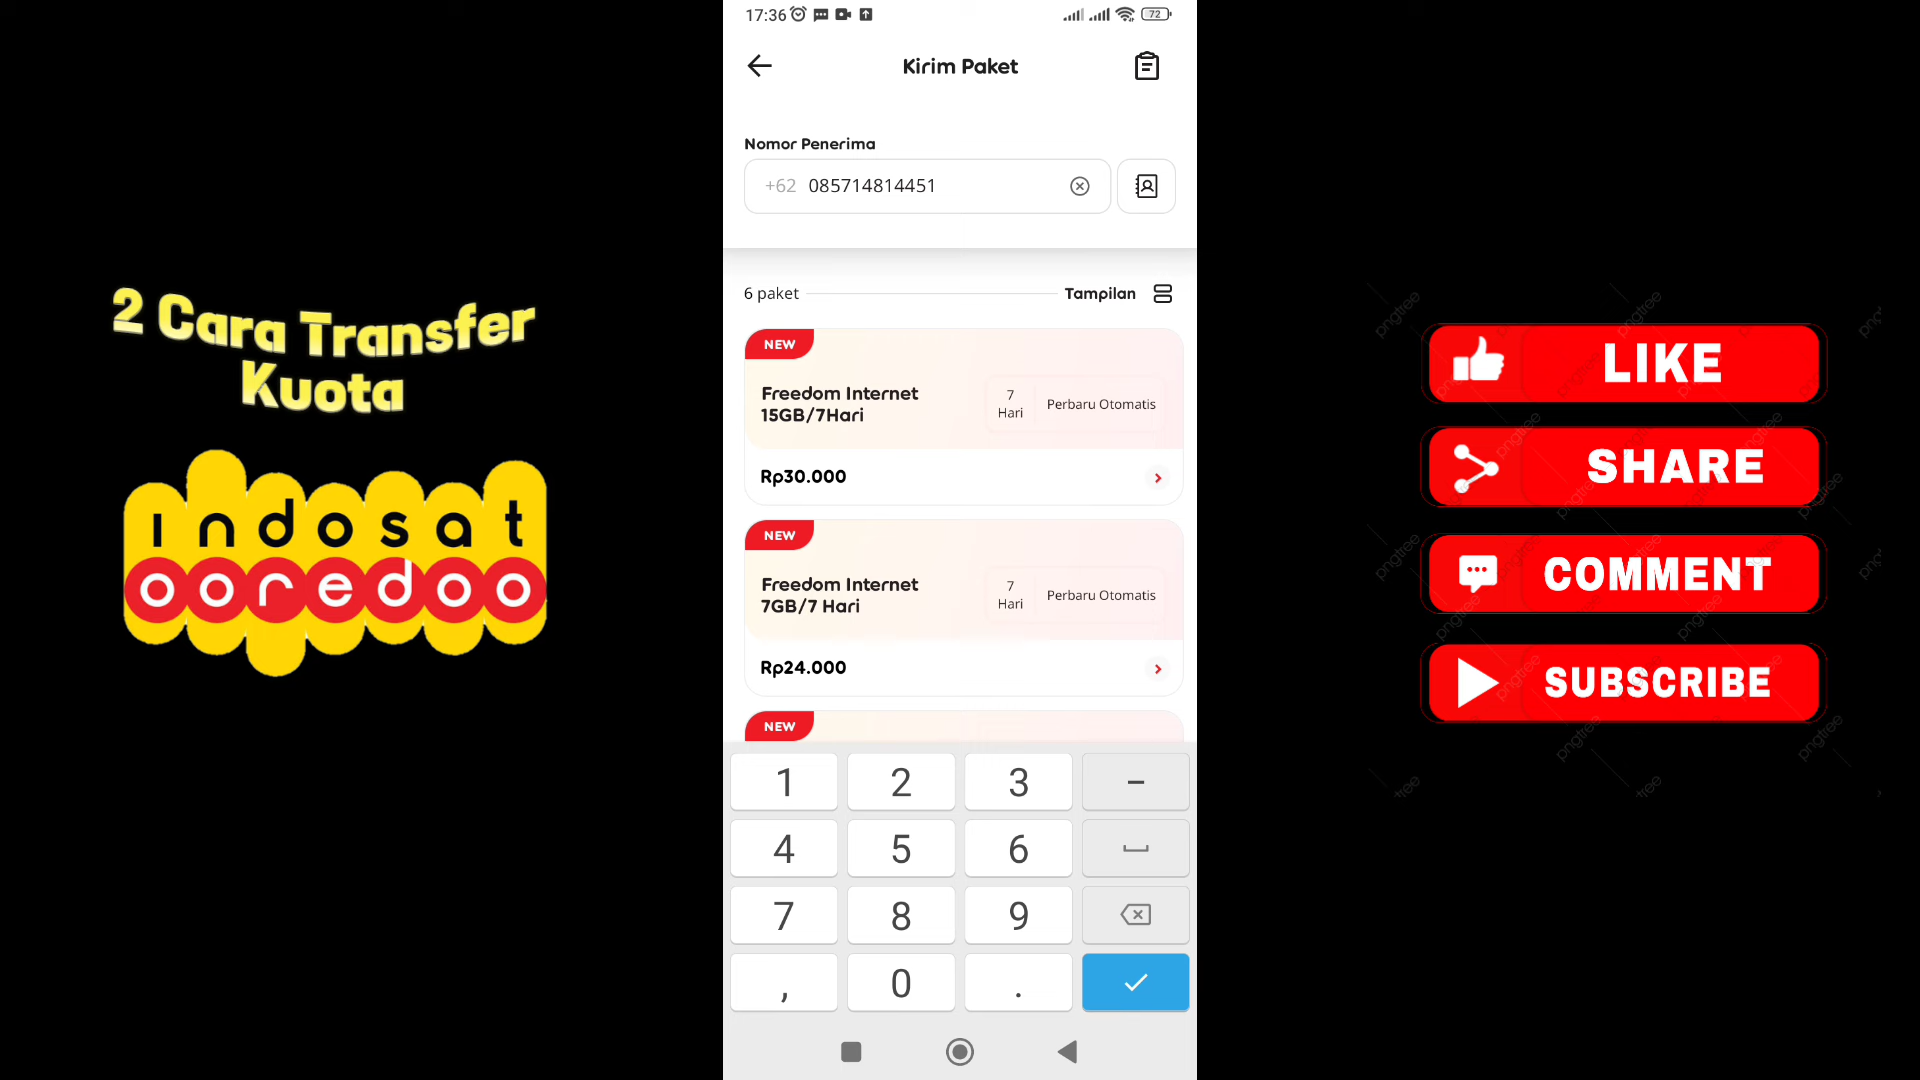 2 Cara Transfer
Kuota
indosat
ooredoo
17:36
72
Kirim Paket
Nomor Penerima
+62 085714814451
6 paket
Tampilan
NEW
Freedom Internet
15GB/7Hari
7
Hari
Perbaru Otomatis
Rp30.000
NEW
Freedom Internet
7GB/7 Hari
7
Hari
Perbaru Otomatis
Rp24.000
NEW
1 2 3 -
4 5 6
7 8 9
, 0 .
LIKE
SHARE
COMMENT
SUBSCRIBE
pngtree